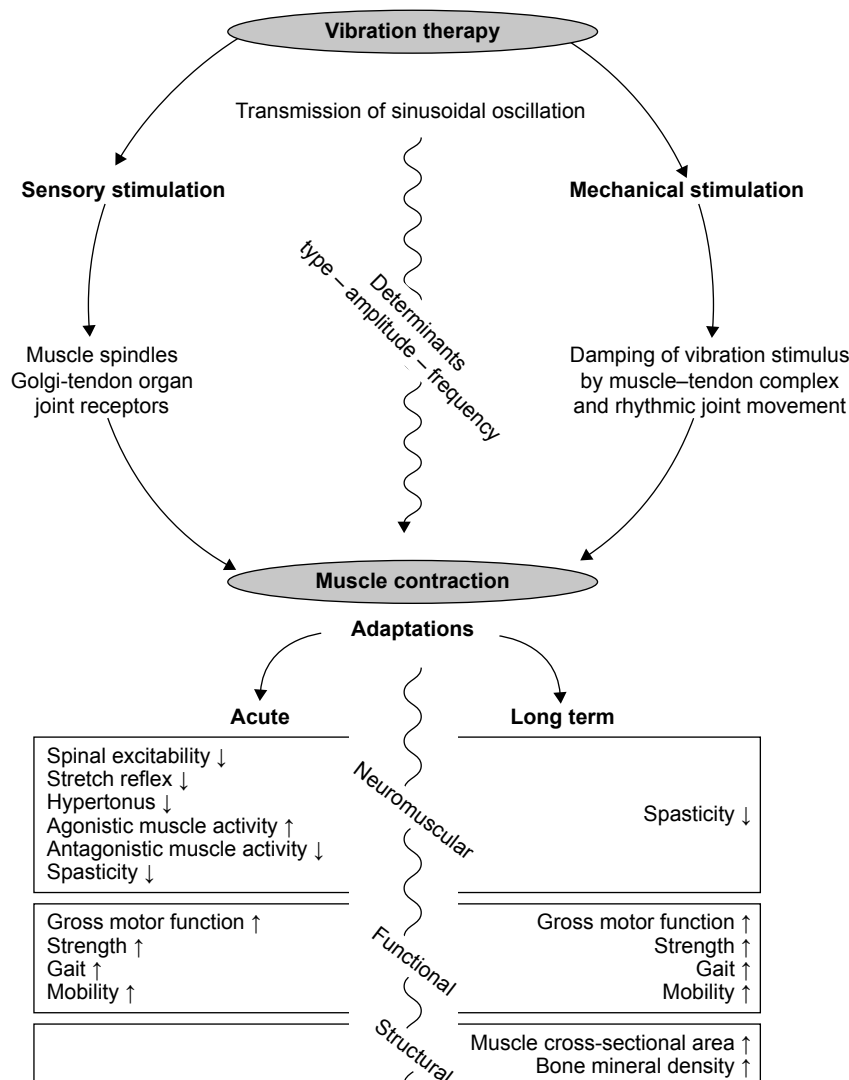 Vibration therapy
Transmission of sinusoidal oscillation
Sensory stimulation
Mechanical stimulation
Determinants
type – amplitude – frequency
Muscle spindles
Golgi-tendon organ
joint receptors
Damping of vibration stimulus
by muscle–tendon complex
and rhythmic joint movement
Muscle contraction
Adaptations
Acute
Long term
Neuromuscular
Spinal excitability ↓
Stretch reflex ↓
Hypertonus ↓
Agonistic muscle activity ↑
Antagonistic muscle activity ↓
Spasticity ↓
Spasticity ↓
Functional
Gross motor function ↑
Strength ↑
Gait ↑
Mobility ↑
Gross motor function ↑
Strength ↑
Gait ↑
Mobility ↑
Structural
Muscle cross-sectional area ↑
Bone mineral density ↑